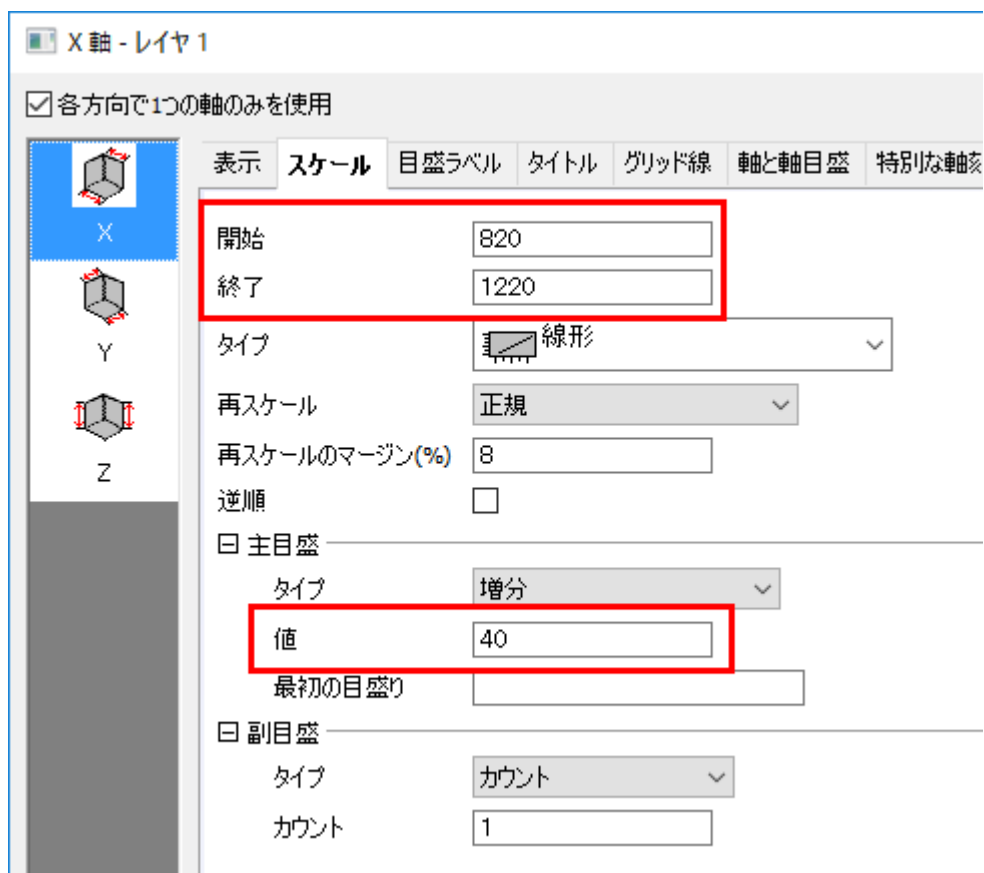 X 軸 - レイヤ 1
各方向で1つの軸のみを使用
表示 スケール 目盛ラベル タイトル グリッド線 軸と軸目盛 特別な軸刻
X
Y
Z
開始 820
終了 1220
タイプ 線形
再スケール 正規
再スケールのマージン(%) 8
逆順
主目盛
タイプ 増分
値 40
最初の目盛り
副目盛
タイプ カウント
カウント 1